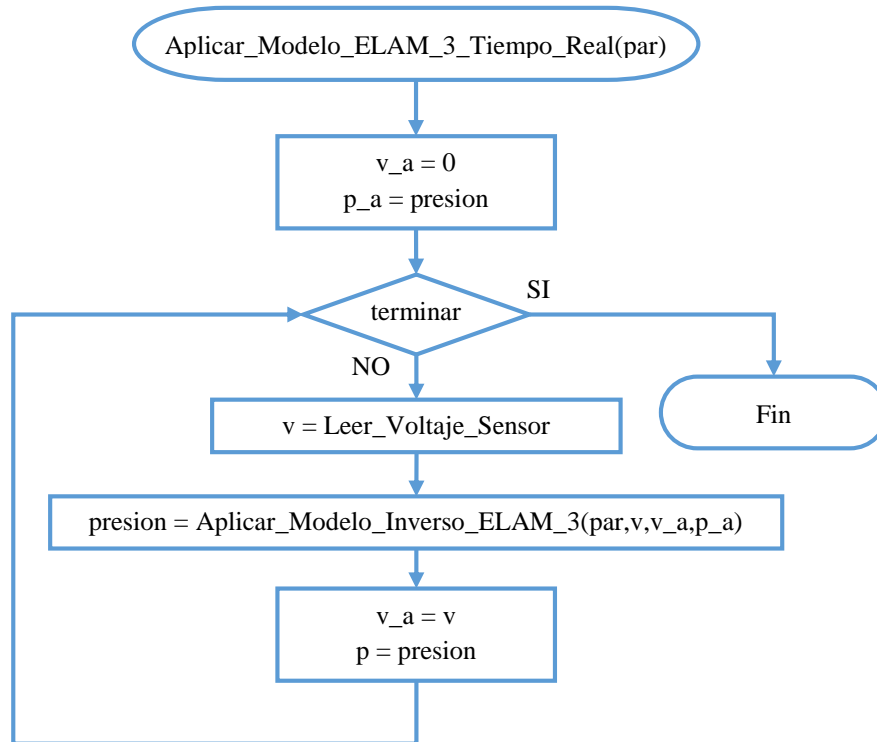 Aplicar_Modelo_ELAM_3_Tiempo_Real(par)
v_a = 0
p_a = presion
terminar
SI
NO
v = Leer_Voltaje_Sensor
Fin
presion = Aplicar_Modelo_Inverso_ELAM_3(par,v,v_a,p_a)
v_a = v
p = presion